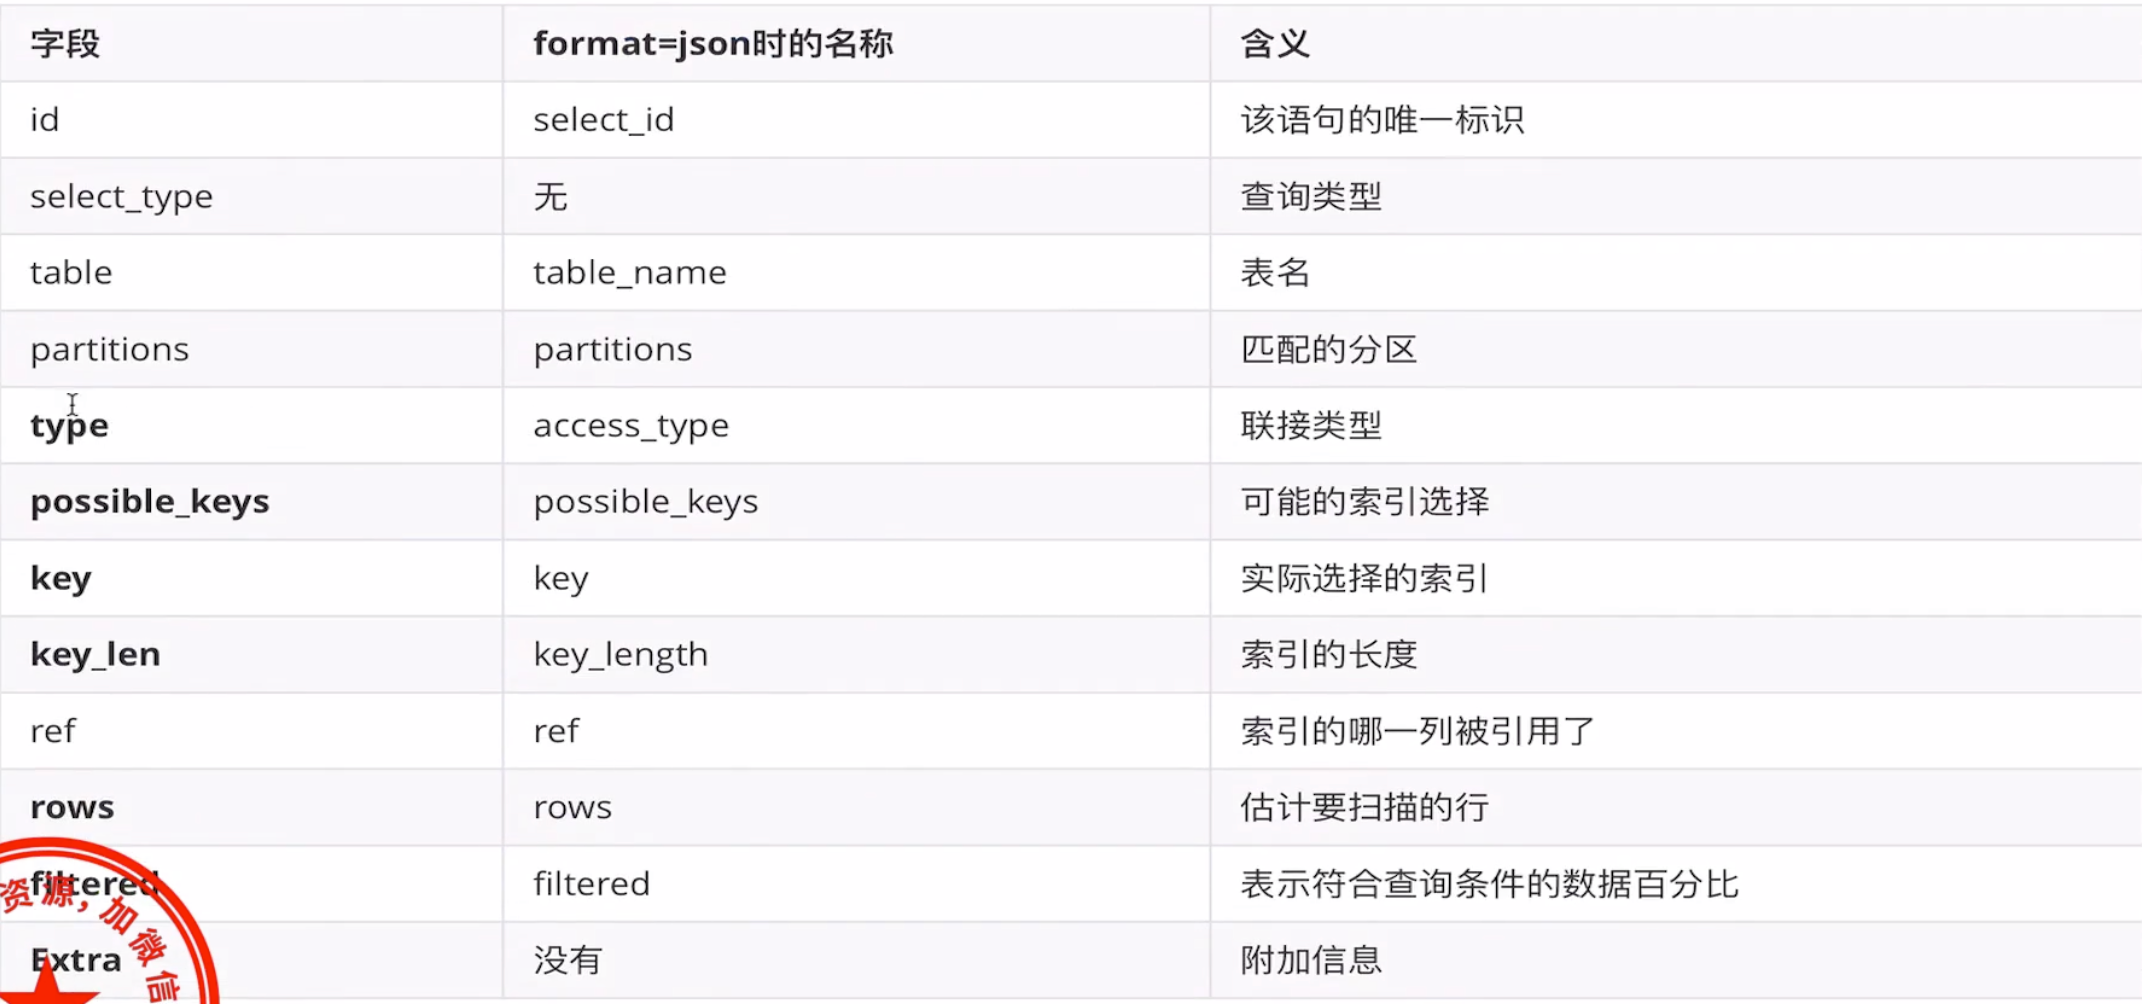 字段 format=json时的名称 含义
id select_id 该语句的唯一标识
select_type 无 查询类型
table table_name 表名
partitions partitions 匹配的分区
type access_type 联接类型
possible_keys possible_keys 可能的索引选择
key key 实际选择的索引
key_len key_length 索引的长度
ref ref 索引的哪一列被引用了
rows rows 估计要扫描的行
filtered filtered 表示符合查询条件的数据百分比
Extra 没有 附加信息
资源，加微信